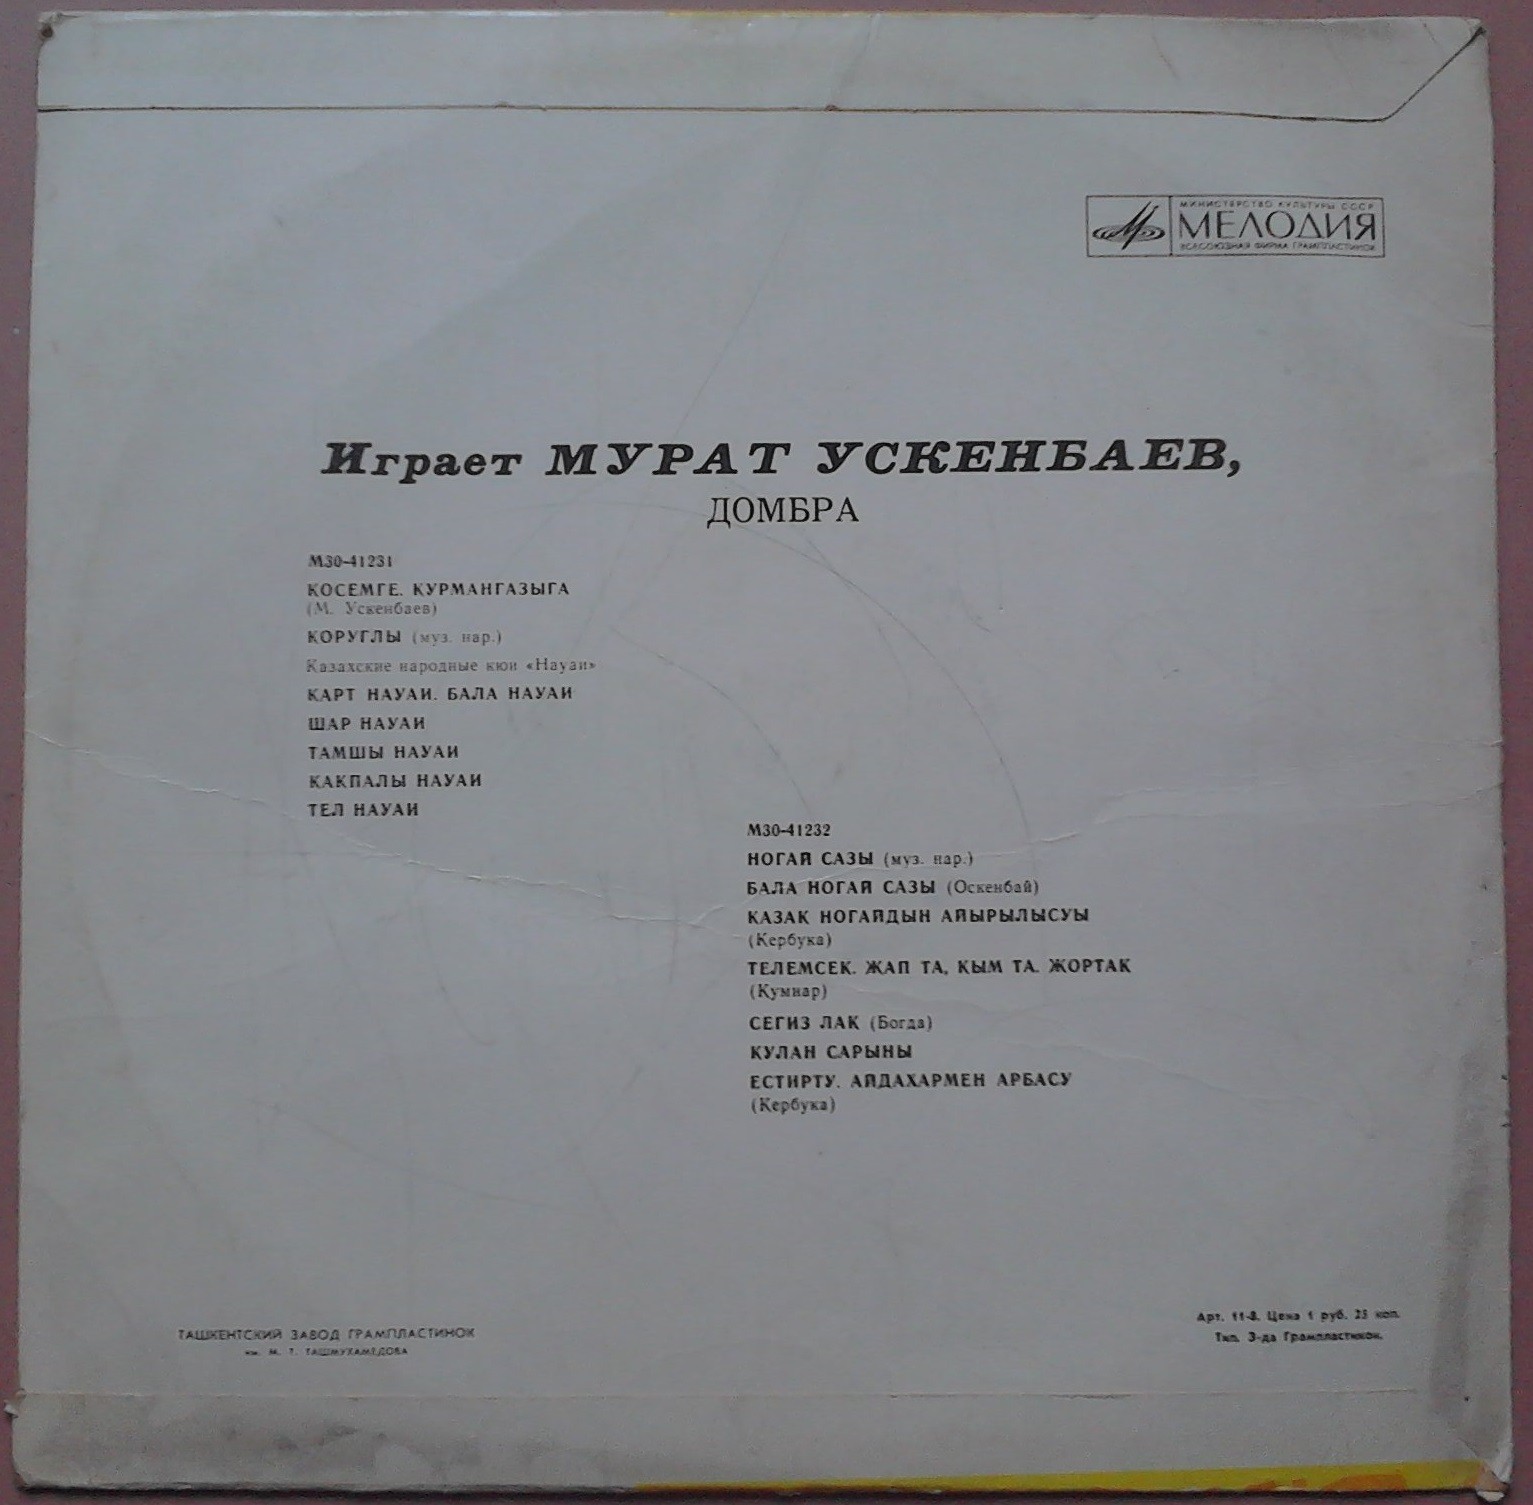 МИНИСТЕРСТВО КУЛЬТУРЫ СССР
МЕЛОДИЯ
ВСЕСОЮЗНАЯ ФИРМА ГРАМПЛАСТИНОК
Играет МУРАТ УСКЕНБАЕВ,
ДОМБРА
М30-41231
КОСЕМГЕ. КУРМАНГАЗЫГА
(М. Ускенбаев)
КОРУГЛЫ (муз. нар.)
Казахские народные кюи «Науаи»
КАРТ НАУАИ. БАЛА НАУАИ
ШАР НАУАИ
ТАМШЫ НАУАИ
КАКПАЛЫ НАУАИ
ТЕЛ НАУАИ
М30-41232
НОГАЙ САЗЫ (муз. нар.)
БАЛА НОГАЙ САЗЫ (Оскенбай)
КАЗАК НОГАЙДЫН АЙЫРЫЛЫСУЫ
(Кербука)
ТЕЛЕМСЕК. ЖАП ТА, КЫМ ТА. ЖОРТАК
(Кумнар)
СЕГИЗ ЛАК (Богда)
КУЛАН САРЫНЫ
ЕСТИРТУ. АЙДАХАРМЕН АРБАСУ
(Кербука)
ТАШКЕНТСКИЙ ЗАВОД ГРАМПЛАСТИНОК
им. М. Т. ТАШМУХАМЕДОВА
Арт. 11-8. Цена 1 руб. 25 коп.
Тип. З-да Грампластинок.